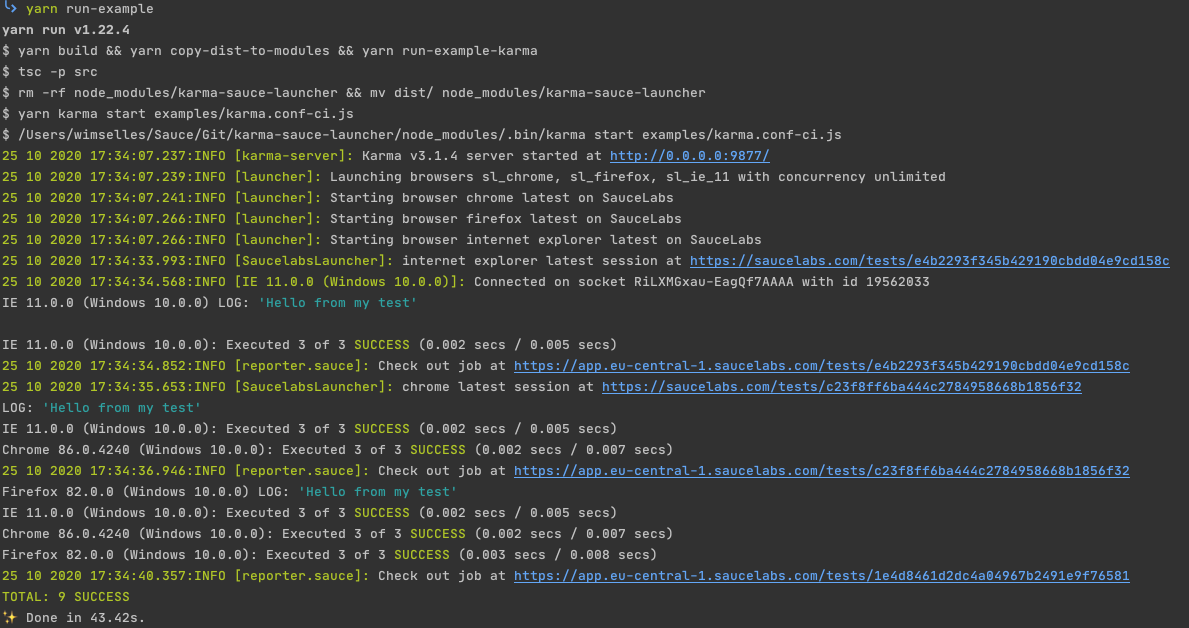 yarn run-example
yarn run v1.22.4
$ yarn build && yarn copy-dist-to-modules && yarn run-example-karma
$ tsc -p src
$ rm -rf node_modules/karma-sauce-launcher && mv dist/ node_modules/karma-sauce-launcher
$ yarn karma start examples/karma.conf-ci.js
$ /Users/wimselles/Sauce/Git/karma-sauce-launcher/node_modules/.bin/karma start examples/karma.conf-ci.js
25 10 2020 17:34:07.237:INFO [karma-server]: Karma v3.1.4 server started at http://0.0.0.0:9877/
25 10 2020 17:34:07.239:INFO [launcher]: Launching browsers sl_chrome, sl_firefox, sl_ie_11 with concurrency unlimited
25 10 2020 17:34:07.241:INFO [launcher]: Starting browser chrome latest on SauceLabs
25 10 2020 17:34:07.266:INFO [launcher]: Starting browser firefox latest on SauceLabs
25 10 2020 17:34:07.266:INFO [launcher]: Starting browser internet explorer latest on SauceLabs
25 10 2020 17:34:33.993:INFO [SaucelabsLauncher]: internet explorer latest session at https://saucelabs.com/tests/e4b2293f345b429190cbdd04e9cd158c
25 10 2020 17:34:34.568:INFO [IE 11.0.0 (Windows 10.0.0)]: Connected on socket RiLXMGxau-EagQf7AAAA with id 19562033
IE 11.0.0 (Windows 10.0.0) LOG: 'Hello from my test'
IE 11.0.0 (Windows 10.0.0): Executed 3 of 3 SUCCESS (0.002 secs / 0.005 secs)
25 10 2020 17:34:34.852:INFO [reporter.sauce]: Check out job at https://app.eu-central-1.saucelabs.com/tests/e4b2293f345b429190cbdd04e9cd158c
25 10 2020 17:34:35.653:INFO [SaucelabsLauncher]: chrome latest session at https://saucelabs.com/tests/c23f8ff6ba444c2784958668b1856f32
LOG: 'Hello from my test'
IE 11.0.0 (Windows 10.0.0): Executed 3 of 3 SUCCESS (0.002 secs / 0.005 secs)
Chrome 86.0.4240 (Windows 10.0.0): Executed 3 of 3 SUCCESS (0.002 secs / 0.007 secs)
25 10 2020 17:34:36.946:INFO [reporter.sauce]: Check out job at https://app.eu-central-1.saucelabs.com/tests/c23f8ff6ba444c2784958668b1856f32
Firefox 82.0.0 (Windows 10.0.0) LOG: 'Hello from my test'
IE 11.0.0 (Windows 10.0.0): Executed 3 of 3 SUCCESS (0.002 secs / 0.005 secs)
Chrome 86.0.4240 (Windows 10.0.0): Executed 3 of 3 SUCCESS (0.002 secs / 0.007 secs)
Firefox 82.0.0 (Windows 10.0.0): Executed 3 of 3 SUCCESS (0.003 secs / 0.008 secs)
25 10 2020 17:34:40.357:INFO [reporter.sauce]: Check out job at https://app.eu-central-1.saucelabs.com/tests/1e4d8461d2dc4a04967b2491e9f76581
TOTAL: 9 SUCCESS
✨ Done in 43.42s.